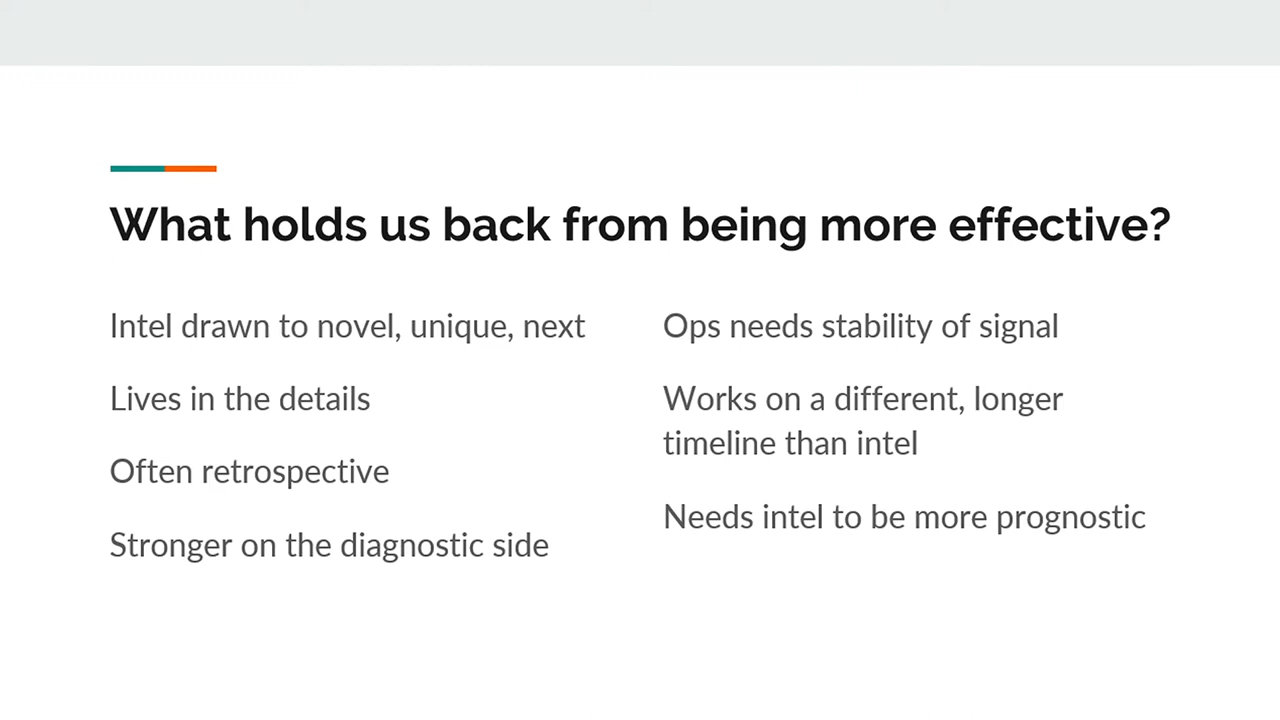 What holds us back from being more effective?
Intel drawn to novel, unique, next
Lives in the details
Often retrospective
Stronger on the diagnostic side
Ops needs stability of signal
Works on a different, longer
timeline than intel
Needs intel to be more prognostic